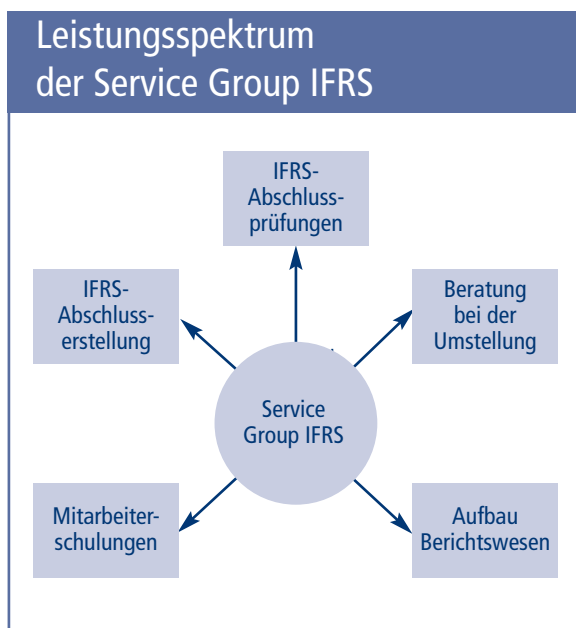 Leistungsspektrum
der Service Group IFRS
IFRS-
Abschluss-
prüfungen
IFRS-
Abschluss-
erstellung
Beratung
bei der
Umstellung
Service
Group IFRS
Mitarbeiter-
schulungen
Aufbau
Berichtswesen